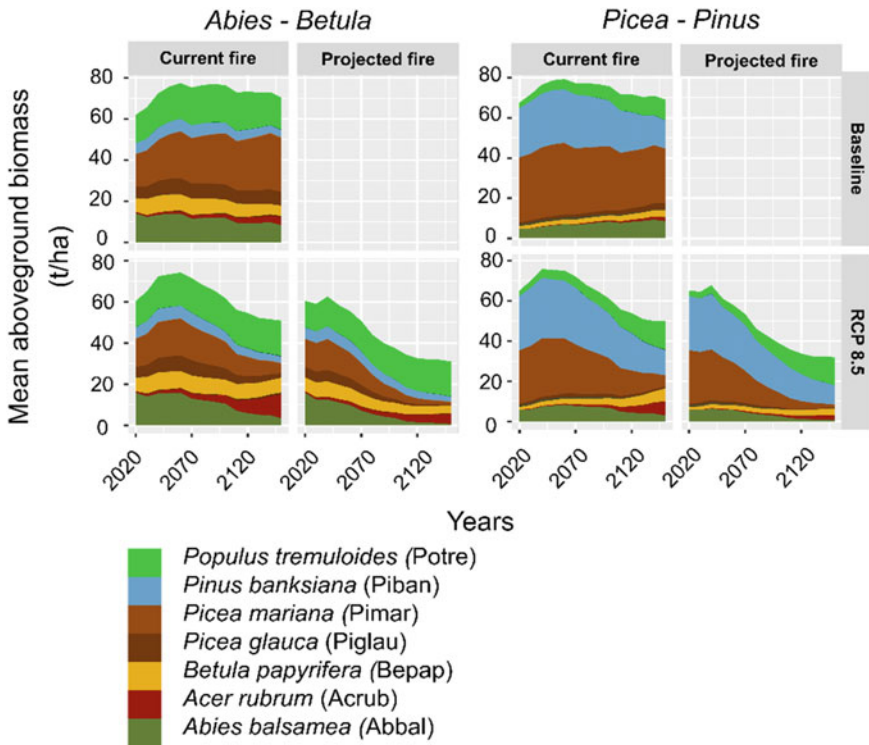 Abies - Betula
Picea - Pinus
Current fire
Projected fire
Current fire
Projected fire
Mean aboveground biomass
(t/ha)
80
60
40
20
0
80
60
40
20
0
Baseline
80
60
40
20
0
80
60
40
20
0
RCP 8.5
2020
2070
2120
2020
2070
2120
2020
2070
2120
2020
2070
2120
Years
Populus tremuloides (Potre)
Pinus banksiana (Piban)
Picea mariana (Pimar)
Picea glauca (Piglau)
Betula papyrifera (Bepap)
Acer rubrum (Acrub)
Abies balsamea (Abbal)